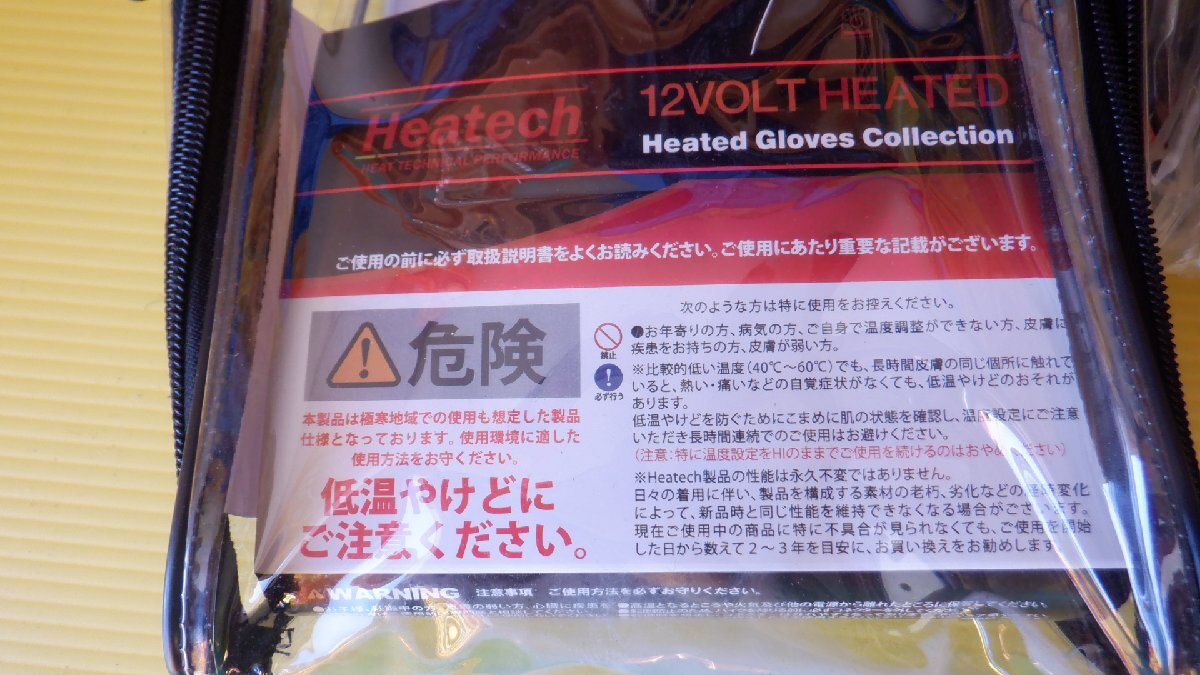 Heatech
HEAT TECHNICAL PERFORMANCE
12VOLT HEATED
Heated Gloves Collection
ご使用の前に必ず取扱説明書をよくお読みください。ご使用にあたり重要な記載がございます。
危険
本製品は極寒地域での使用も想定した製品
仕様となっております。使用環境に適した
使用方法をお守りください。
低温やけどに
ご注意ください。
禁止
必ず行う
次のような方は特に使用をお控えください。
●お年寄りの方、病気の方、ご自身で温度調整ができない方、皮膚に
疾患をお持ちの方、皮膚が弱い方。
※比較的低い温度(40℃～60℃)でも、長時間皮膚の同じ個所に触れて
いると、熱い・痛いなどの自覚症状がなくても、低温やけどのおそれが
あります。
低温やけどを防ぐためにこまめに肌の状態を確認し、温度設定にご注意
いただき長時間連続でのご使用はお避けください。
(注意:特に温度設定をHIのままでご使用を続けるのはおやめください)
※Heatech製品の性能は永久不変ではありません。
日々の着用に伴い、製品を構成する素材の老朽、劣化などの経時変化
によって、新品時と同じ性能を維持できなくなる場合がございます。
現在ご使用中の商品に特に不具合が見られなくても、ご使用を開始
した日から数えて2～3年を目安に、お買い換えをお勧めします。
WARNING 注意事項 ご使用方法を必ずお守りください。